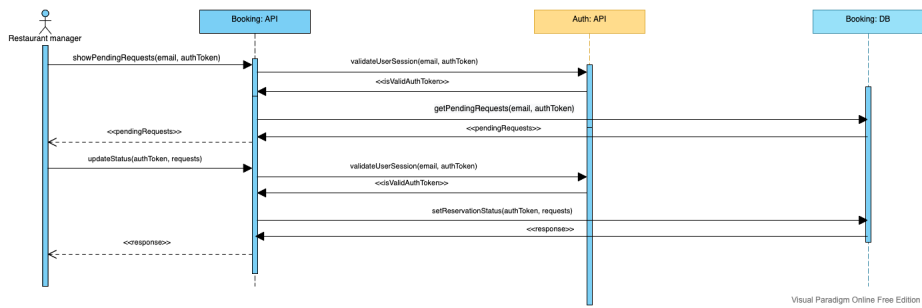 Booking: API
Auth: API
Booking: DB
Restaurant manager
showPendingRequests(email, authToken)
validateUserSession(email, authToken)
<<isValidAuthToken>>
getPendingRequests(email, authToken)
<<pendingRequests>>
<<pendingRequests>>
updateStatus(authToken, requests)
validateUserSession(email, authToken)
<<isValidAuthToken>>
setReservationStatus(authToken, requests)
<<response>>
<<response>>
Visual Paradigm Online Free Edition